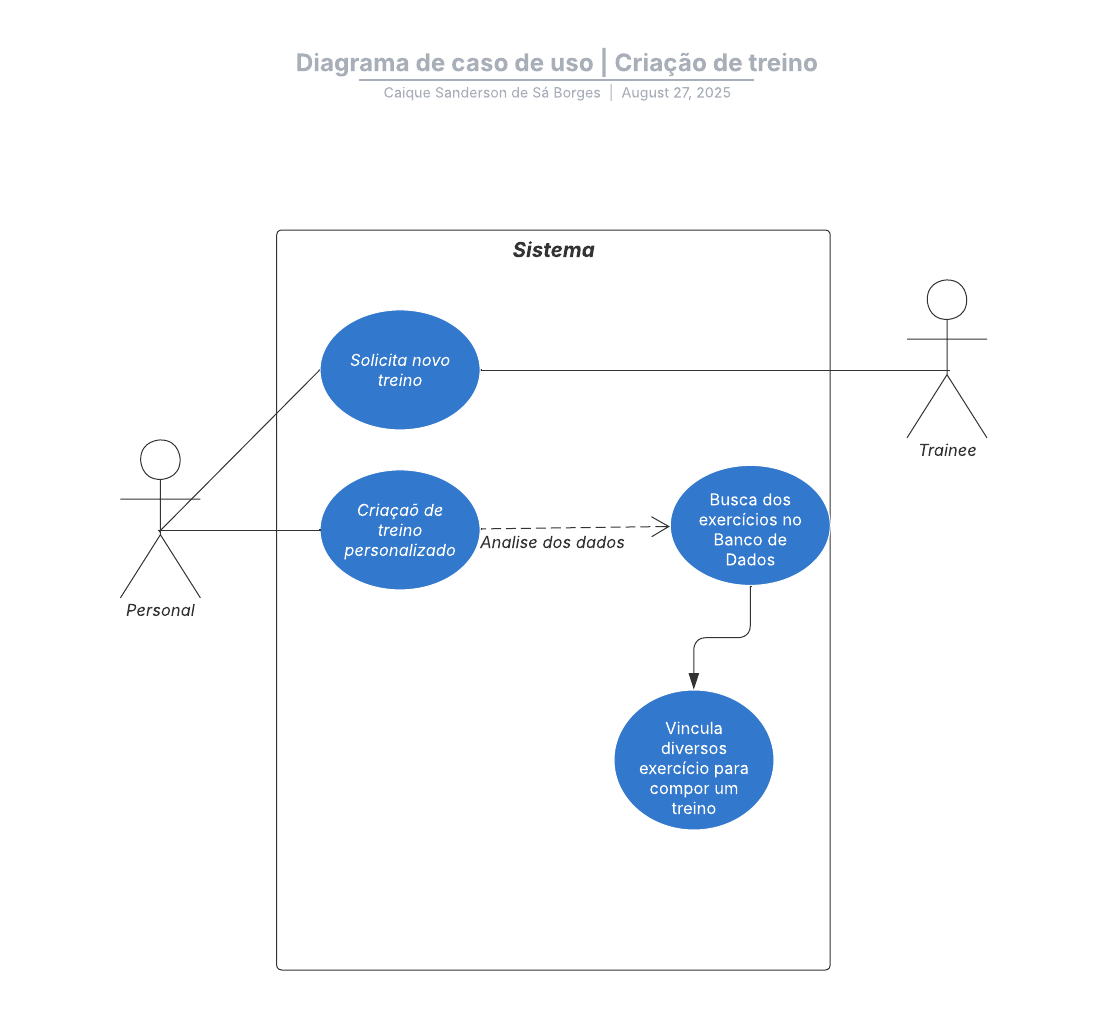 Diagrama de caso de uso | Criação de treino
Caique Sanderson de Sá Borges | August 27, 2025
Sistema
Solicita novo
treino
Trainee
Criaçaõ de
treino
personalizado
Analise dos dados
Busca dos
exercícios no
Banco de
Dados
Personal
Vincula
diversos
exercício para
compor um
treino